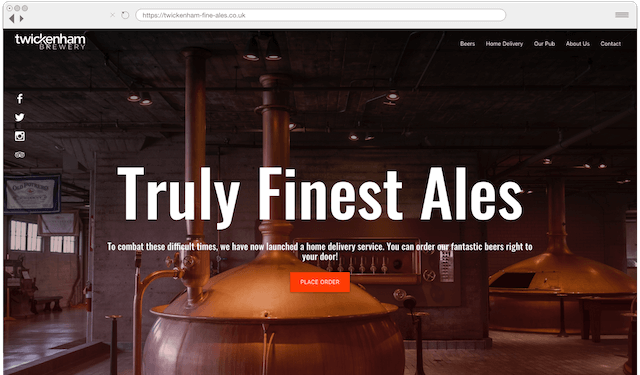 https://twickenham-fine-ales.co.uk
twickenham
BREWERY
Beers Home Delivery Our Pub About Us Contact
Truly Finest Ales
To combat these difficult times, we have now launched a home delivery service. You can order our fantastic beers right to
your door!
PLACE ORDER